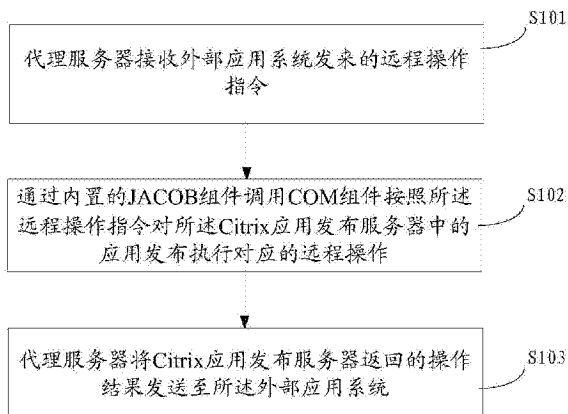 S101
代理服务器接收外部应用系统发来的远程操作
指令
S102
通过内置的JACOB组件调用COM组件按照所述
远程操作指令对所述Citrix应用发布服务器中的
应用发布执行对应的远程操作
S103
代理服务器将Citrix应用发布服务器返回的操作
结果发送至所述外部应用系统